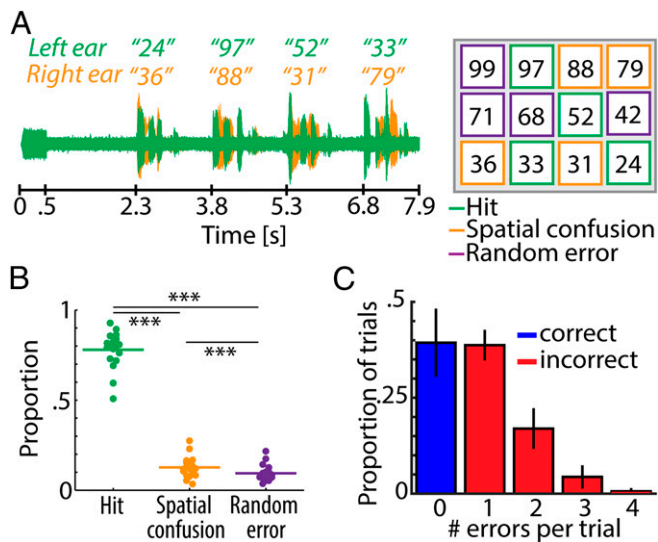 A
Left ear "24" "97" "52" "33"
Right ear "36" "88" "31" "79"
0 .5 2.3 3.8 5.3 6.8 7.9
Time [s]
99 97 88 79
71 68 52 42
36 33 31 24
Hit
Spatial confusion
Random error
B
Proportion
1
.5
0
***
***
***
Hit
Spatial confusion
Random error
C
Proportion of trials
.5
.25
0
correct
incorrect
0 1 2 3 4
# errors per trial